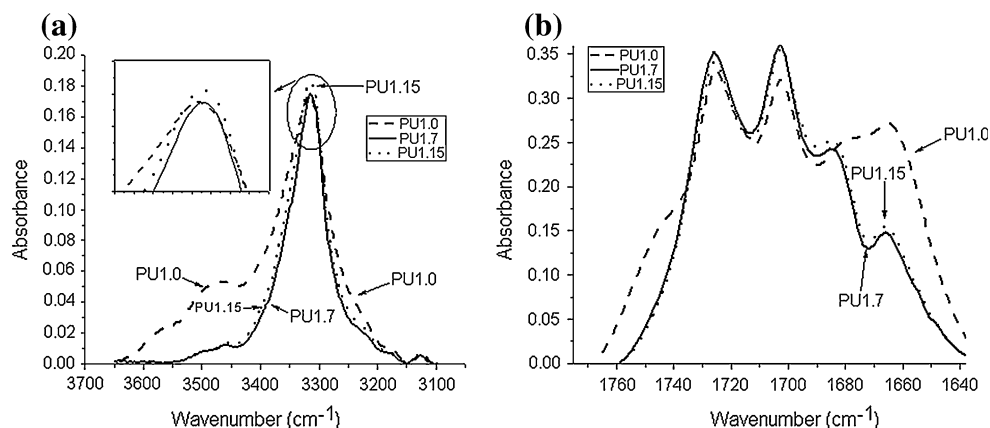 (a)
0.20
0.18
0.16
0.14
0.12
0.10
0.08
0.06
0.04
0.02
0.00
Absorbance
3700
3600
3500
3400
3300
3200
3100
Wavenumber (cm-1)
PU1.15
PU1.0
PU1.7
PU1.15
PU1.0
PU1.15
PU1.7
PU1.0
(b)
0.35
0.30
0.25
0.20
0.15
0.35
0.00
Absorbance
1760
1740
1720
1700
1680
1660
1640
Wavenumber (cm-1)
PU1.0
PU1.7
PU1.15
PU1.0
PU1.15
PU1.7